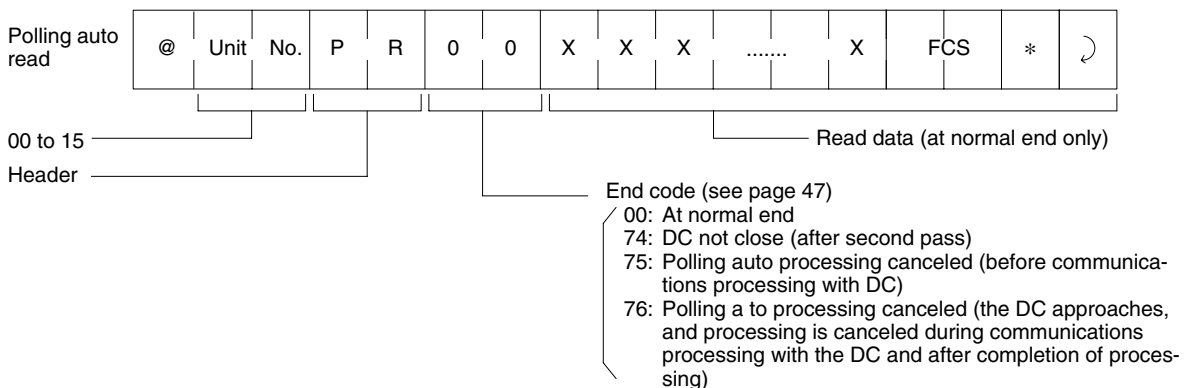 Polling auto
read
@ Unit No. P R 0 0 X X X ....... X FCS *
00 to 15
Header
Read data (at normal end only)
End code (see page 47)
00: At normal end
74: DC not close (after second pass)
75: Polling auto processing canceled (before communica-
tions processing with DC)
76: Polling a to processing canceled (the DC approaches,
and processing is canceled during communications
processing with the DC and after completion of proces-
sing)